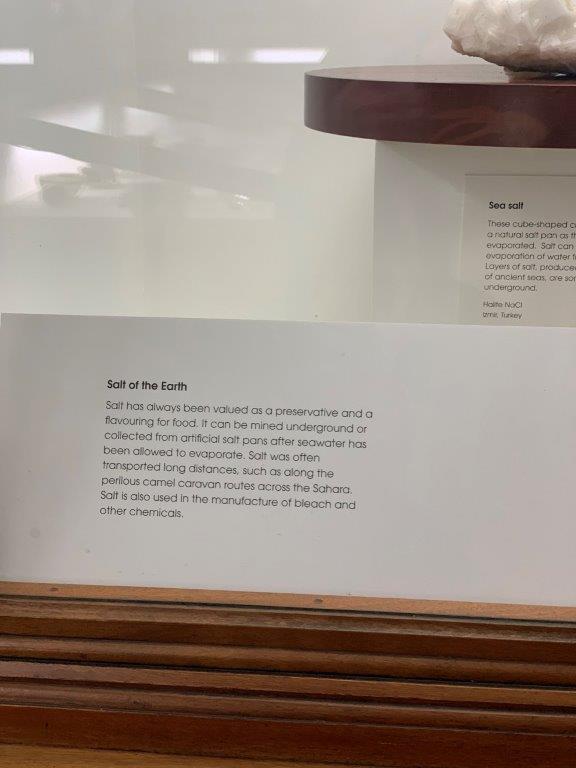 Sea salt
These cube-shaped
a natural salt pan as
evaporated. Salt can
evaporation of water
Layers of salt, produced
of ancient seas, are
underground.
Halite NaCl
Izmir, Turkey
Salt of the Earth
Salt has always been valued as a preservative and a
flavouring for food. It can be mined underground or
collected from artificial salt pans after seawater has
been allowed to evaporate. Salt was often
transported long distances, such as along the
perilous camel caravan routes across the Sahara.
Salt is also used in the manufacture of bleach and
other chemicals.